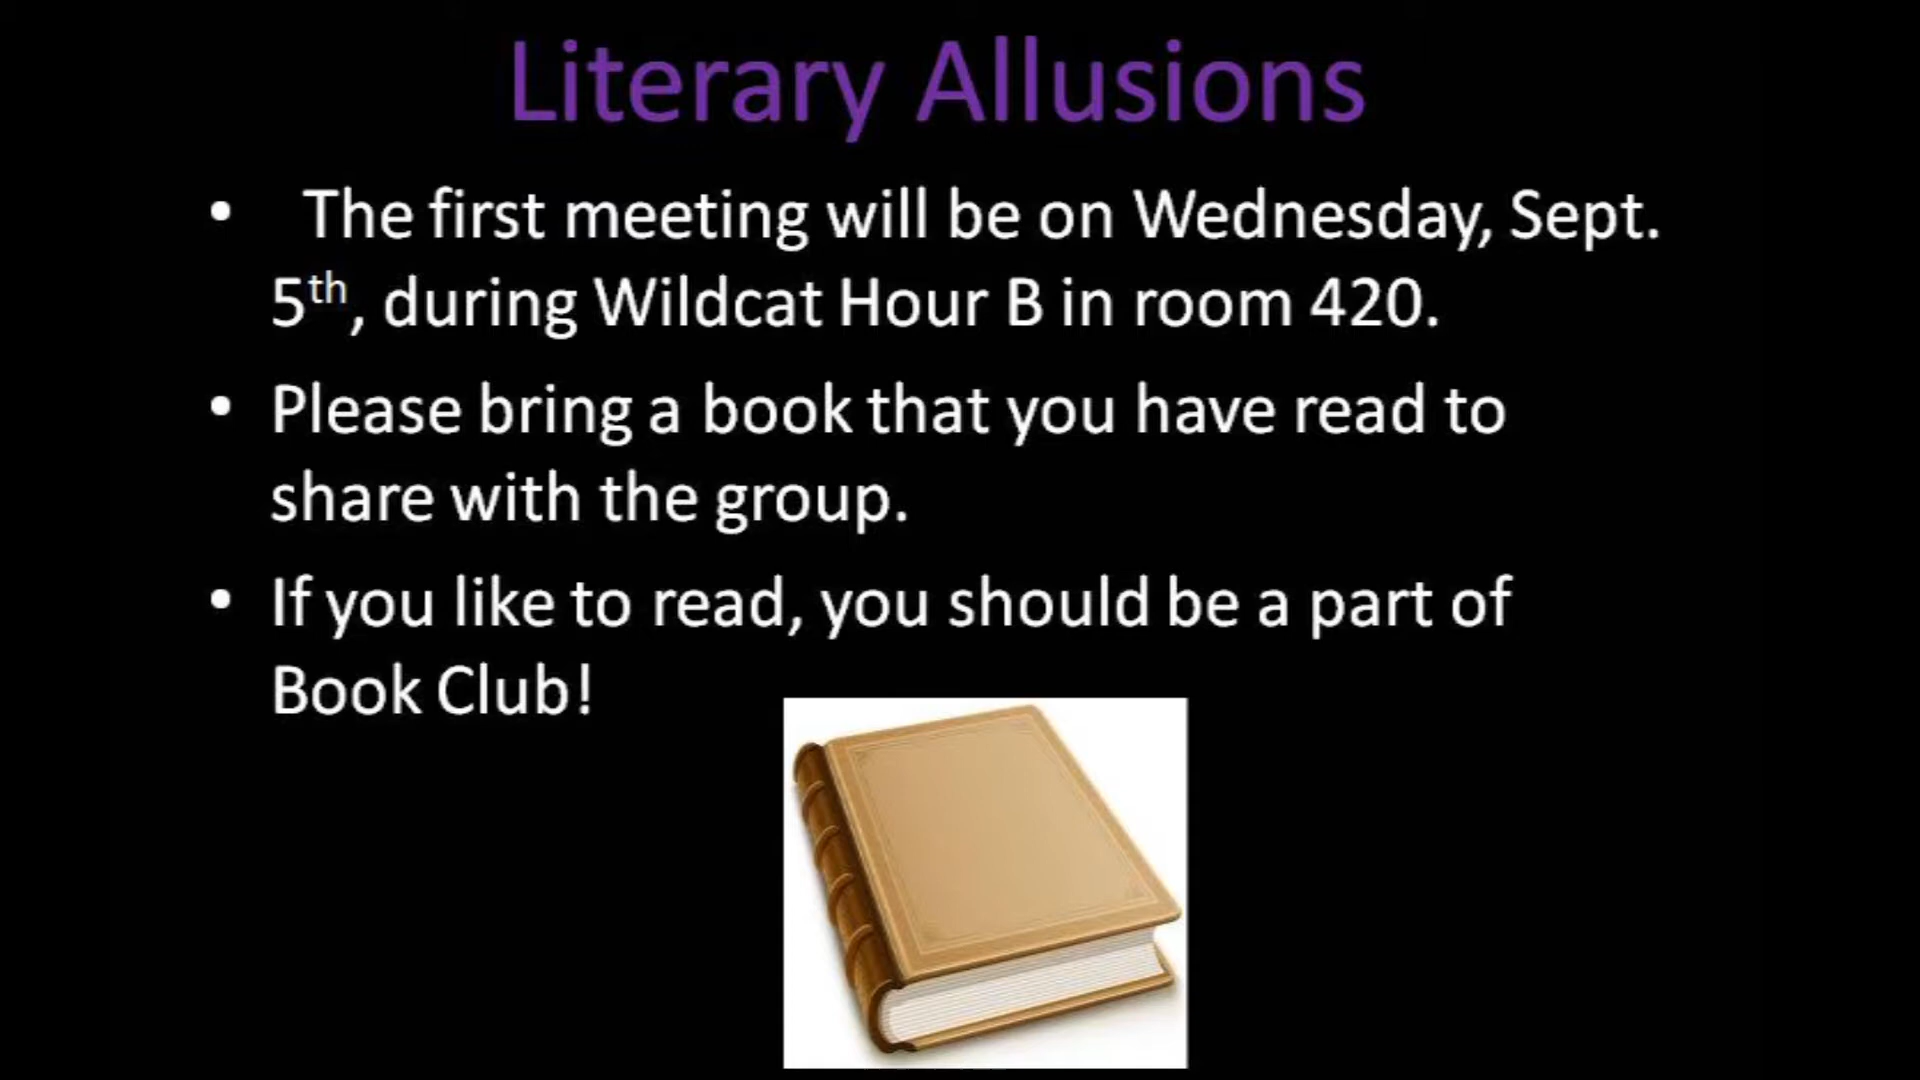 Literary Allusions
• The first meeting will be on Wednesday, Sept.
5th, during Wildcat Hour B in room 420.
• Please bring a book that you have read to
share with the group.
• If you like to read, you should be a part of
Book Club!